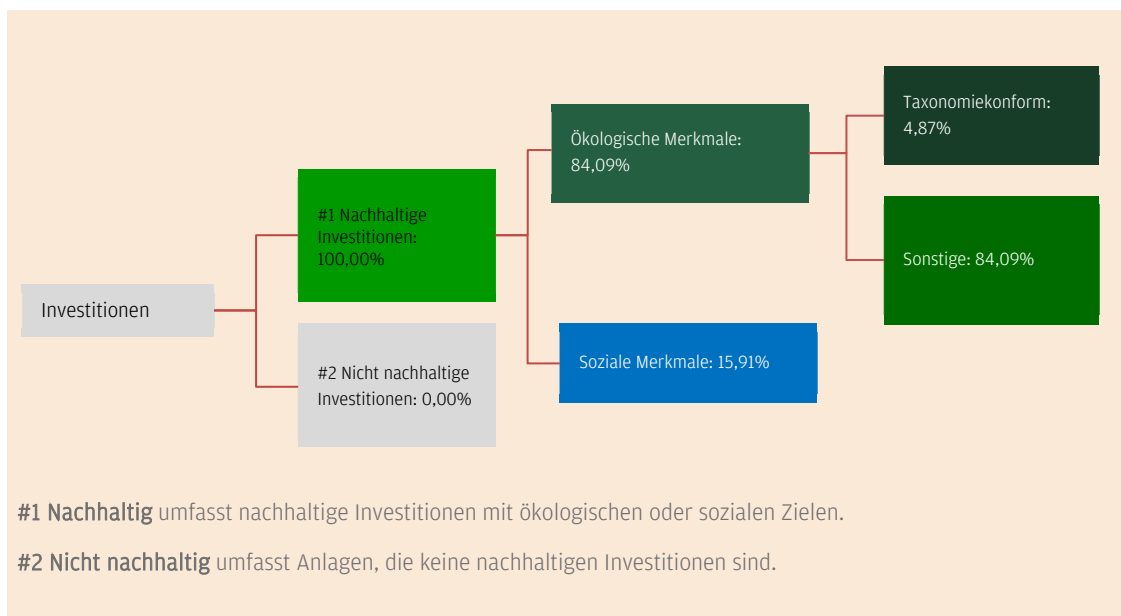 Investitionen
#1 Nachhaltige
Investitionen:
100,00%
#2 Nicht nachhaltige
Investitionen: 0,00%
Ökologische Merkmale:
84,09%
Soziale Merkmale: 15,91%
Taxonomiekonform:
4,87%
Sonstige: 84,09%
#1 Nachhaltig umfasst nachhaltige Investitionen mit ökologischen oder sozialen Zielen.
#2 Nicht nachhaltig umfasst Anlagen, die keine nachhaltigen Investitionen sind.